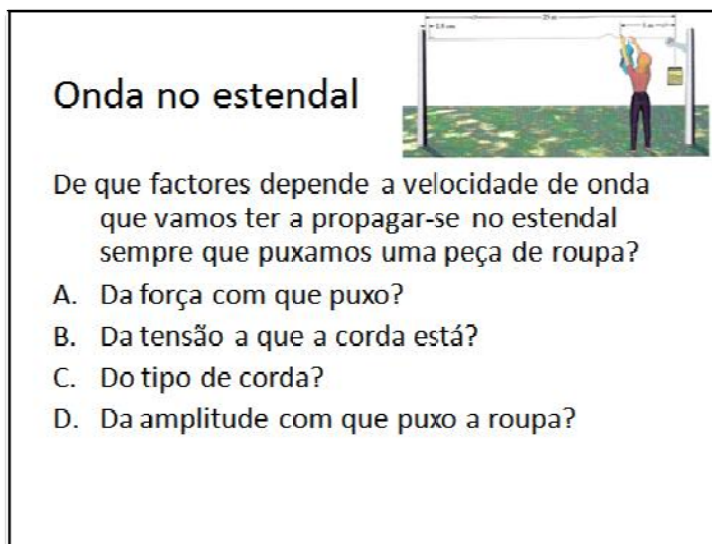 Onda no estendal
De que factores depende a velocidade de onda
que vamos ter a propagar-se no estendal
sempre que puxamos uma peça de roupa?
A. Da força com que puxo?
B. Da tensão a que a corda está?
C. Do tipo de corda?
D. Da amplitude com que puxo a roupa?